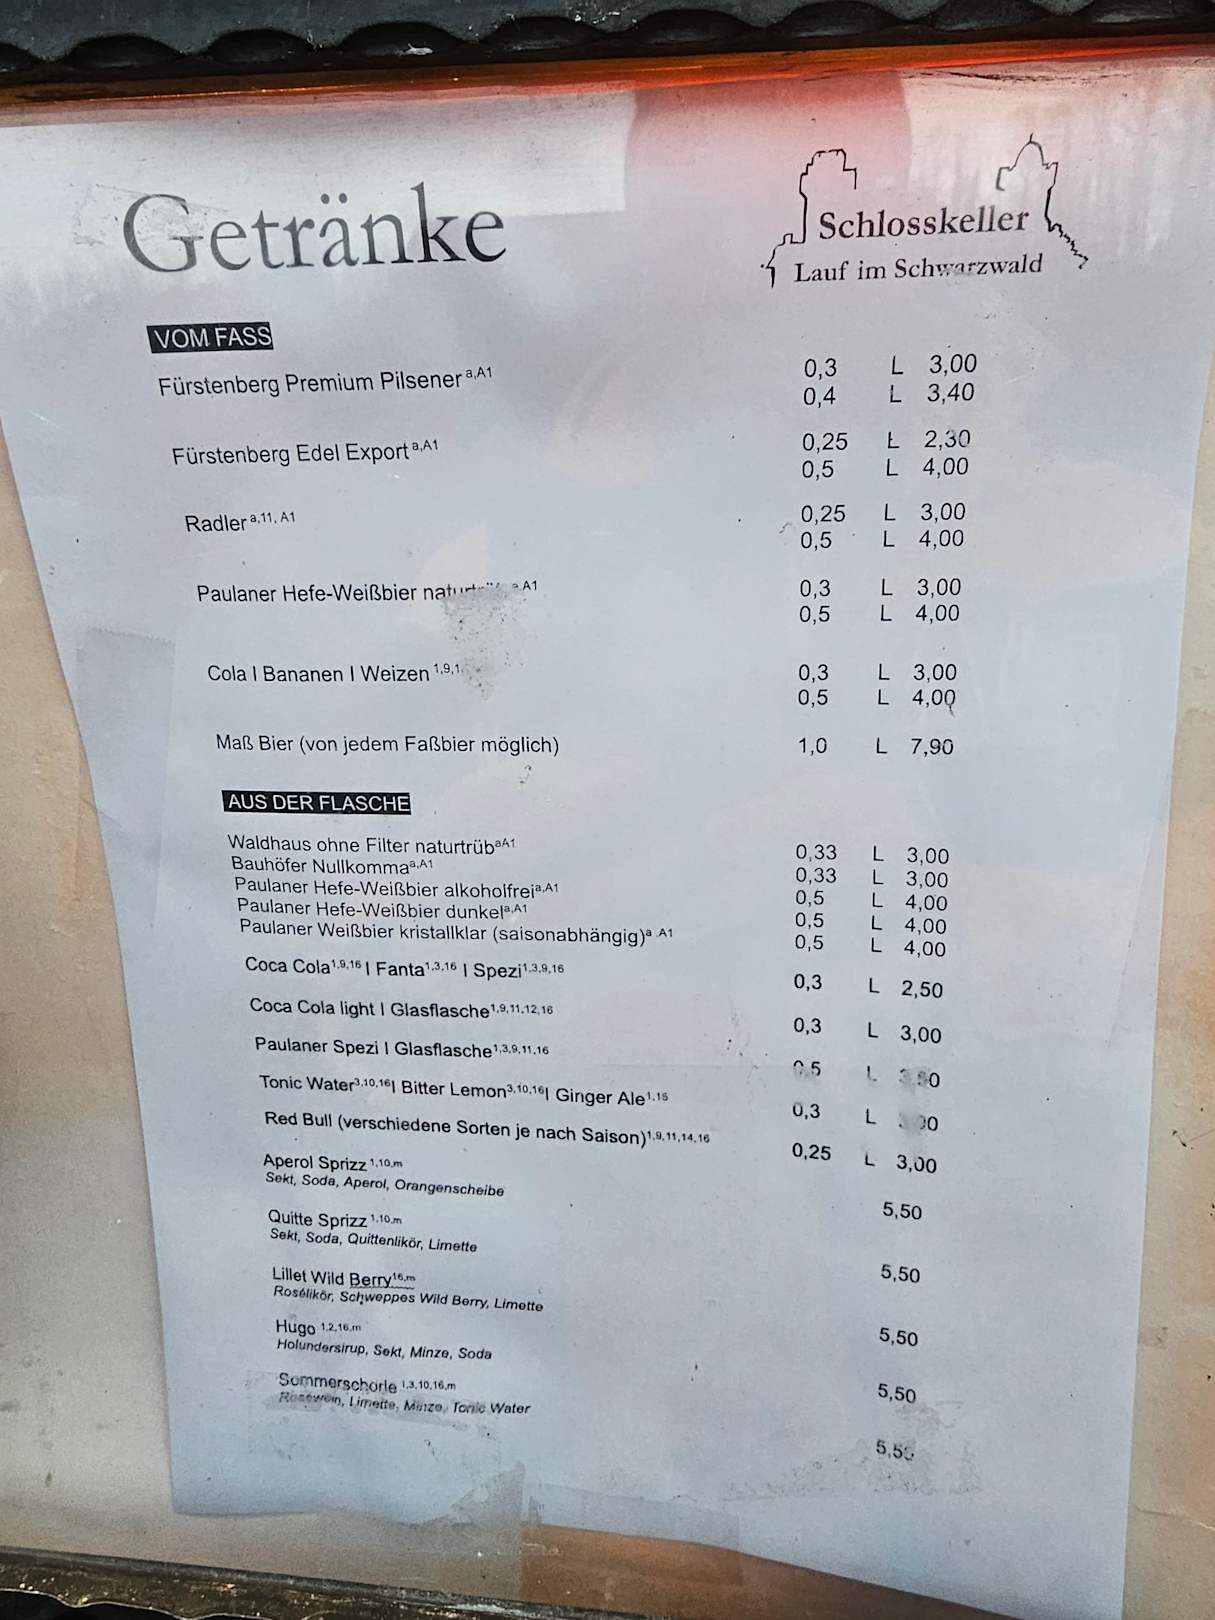 Getränke
Schlosskeller
Lauf im Schwarzwald
VOM FASS
Fürstenberg Premium Pilsener a,A1 0,3 L 3,00
0,4 L 3,40
Fürstenberg Edel Export a,A1 0,25 L 2,30
0,5 L 4,00
Radler a,11, A1 0,25 L 3,00
0,5 L 4,00
Paulaner Hefe-Weißbier A1 0,3 L 3,00
0,5 L 4,00
Cola I Bananen I Weizen 1,9,1 0,3 L 3,00
0,5 L 4,00
Maß Bier (von jedem Faßbier möglich) 1,0 L 7,90
AUS DER FLASCHE
Waldhaus ohne Filter naturtrüb aA1 0,33 L 3,00
Bauhöfer Nullkomma a,A1 0,33 L 3,00
Paulaner Hefe-Weißbier alkoholfrei a,A1 0,5 L 4,00
Paulaner Hefe-Weißbier dunkel a,A1 0,5 L 4,00
Paulaner Weißbier kristallklar (saisonabhängig) a .A1 0,5 L 4,00
Coca Cola 1,9,16 I Fanta 1,3,16 I Spezi 1,3,9,16 0,3 L 2,50
Coca Cola light I Glasflasche 1,9,11,12,16 0,3 L 3,00
Paulaner Spezi I Glasflasche 1,3,9,11,16 L
Tonic Water 3,10,16 I Bitter Lemon 3,10,16 I Ginger Ale 1,15 0,3 L
Red Bull (verschiedene Sorten je nach Saison) 1,9,11,14,16 0,25 L 3,00
Aperol Sprizz 1,10,m 5,50
Sekt, Soda, Aperol, Orangenscheibe
Quitte Sprizz 1,10,m 5,50
Sekt, Soda, Quittenlikör, Limette
Lillet Wild Berry 16,m 5,50
Rosélikör, Schweppes Wild Berry, Limette
Hugo 1,2,16,m 5,50
Holundersirup, Sekt, Minze, Soda
Sommerschorle 1,3,10,16,m
Limette, Minze, Tonic Water